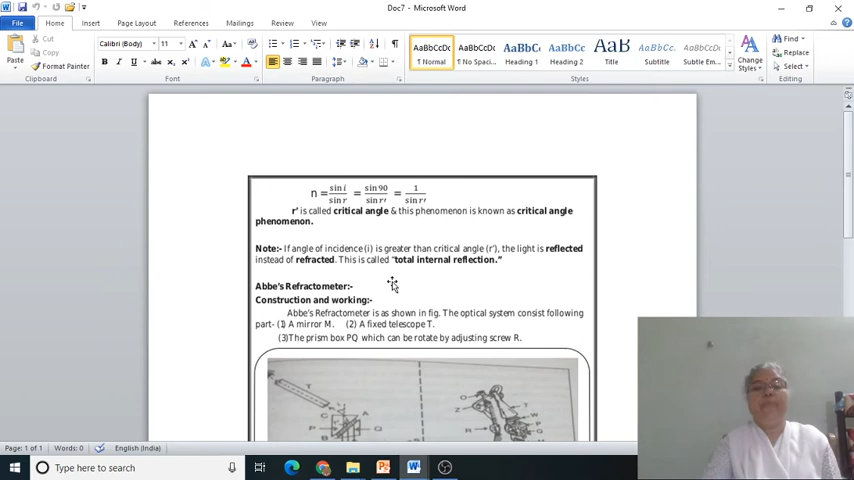 Doc7 - Microsoft Word
File Home Insert Page Layout References Mailings Review View
Cut
Copy
Format Painter
Paste
Clipboard
Calibri (Body) 11
Font
Paragraph
AaBbCcDc AaBbCcDc AaBbCc AaBbCc AaB AaBbCc. AaBbCcDc
¶ Normal ¶ No Spaci... Heading 1 Heading 2 Title Subtitle Subtle Em...
Styles
Change
Styles
Find
Replace
Select
Editing
n = sin i / sin r = sin 90 / sin r′ = 1 / sin r′
r' is called critical angle & this phenomenon is known as critical angle
phenomenon.
Note:- If angle of incidence (i) is greater than critical angle (r'), the light is reflected
instead of refracted. This is called "total internal reflection."
Abbe's Refractometer:-
Construction and working:-
Abbe's Refractometer is as shown in fig. The optical system consist following
part- (1) A mirror M. (2) A fixed telescope T.
(3)The prism box PQ which can be rotate by adjusting screw R.
T
C A
P Q
B
O
Z T
W
R P
Q
Page: 1 of 1 Words: 0 English (India)
Type here to search